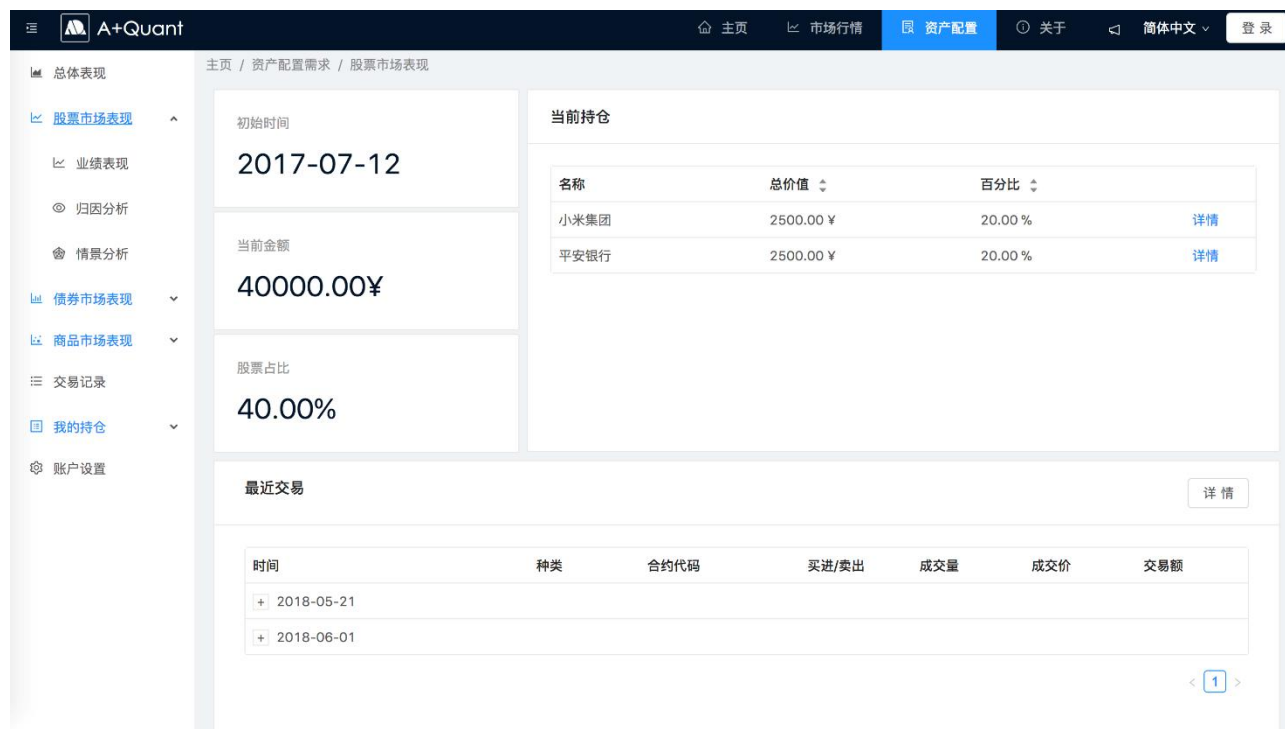 A+Quant 主页 市场行情 资产配置 关于 简体中文 登 录
总体表现
股票市场表现
业绩表现
归因分析
情景分析
债券市场表现
商品市场表现
交易记录
我的持仓
账户设置
主页 / 资产配置需求 / 股票市场表现
初始时间
2017-07-12
当前金额
40000.00¥
股票占比
40.00%
当前持仓
名称 总价值 百分比
小米集团 2500.00 ¥ 20.00 % 详情
平安银行 2500.00 ¥ 20.00 % 详情
最近交易 详 情
时间 种类 合约代码 买进/卖出 成交量 成交价 交易额
+ 2018-05-21
+ 2018-06-01
< 1 >